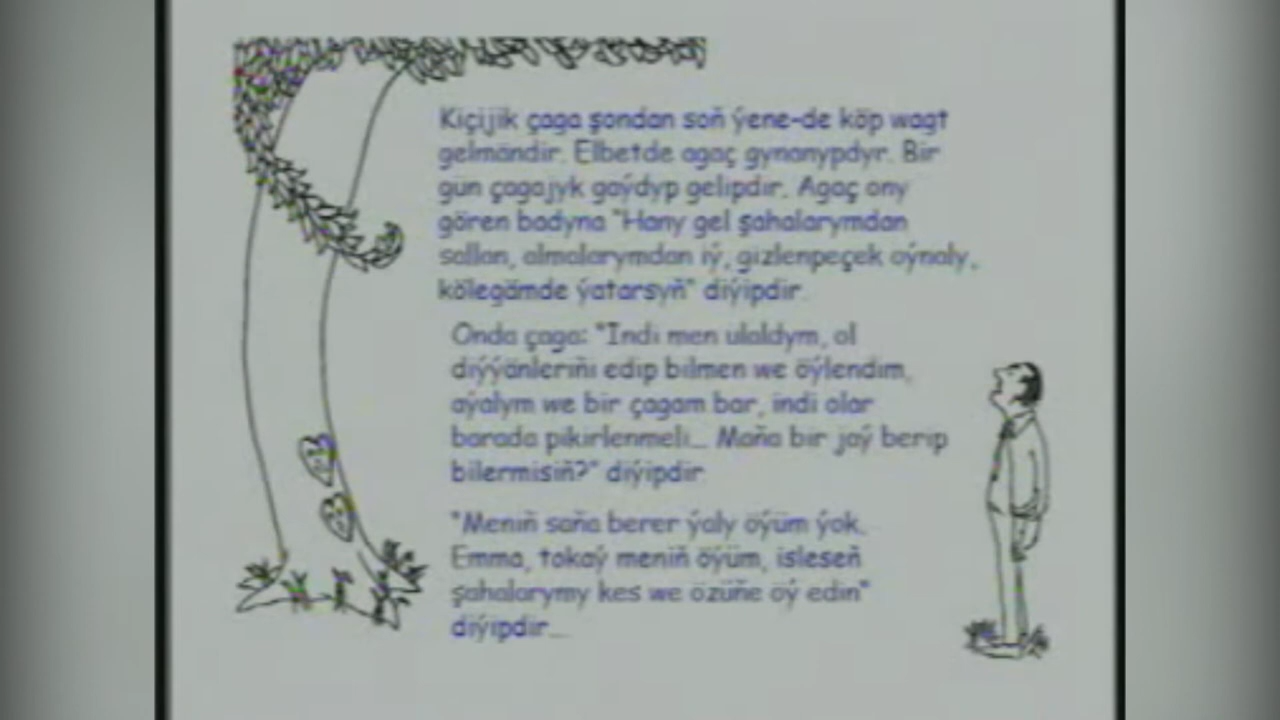 Kiçijik çaga şondan soň ýene-de köp wagt
gelmändir. Elbetde agaç gynanypdyr. Bir
gün çagajyk gaýdyp gelipdir. Agaç ony
gören badyna "Hany gel şahalarymdan
sallan, almalarymdan iý, gizlenpeçek oýnaly,
kölegämde ýatarsyň" diýipdir.
Onda çaga: "Indi men ulaldym, ol
diýýänleriňi edip bilmen we öýlendim,
aýalym we bir çagam bar, indi olar
barada pikirlenmeli... Maňa bir jaý berip
bilermisiň?" diýipdir.
"Meniň saňa berer ýaly öýüm ýok.
Emma, tokaý meniň öýüm, isleseň
şahalarymy kes we özüňe öý edin"
diýipdir...